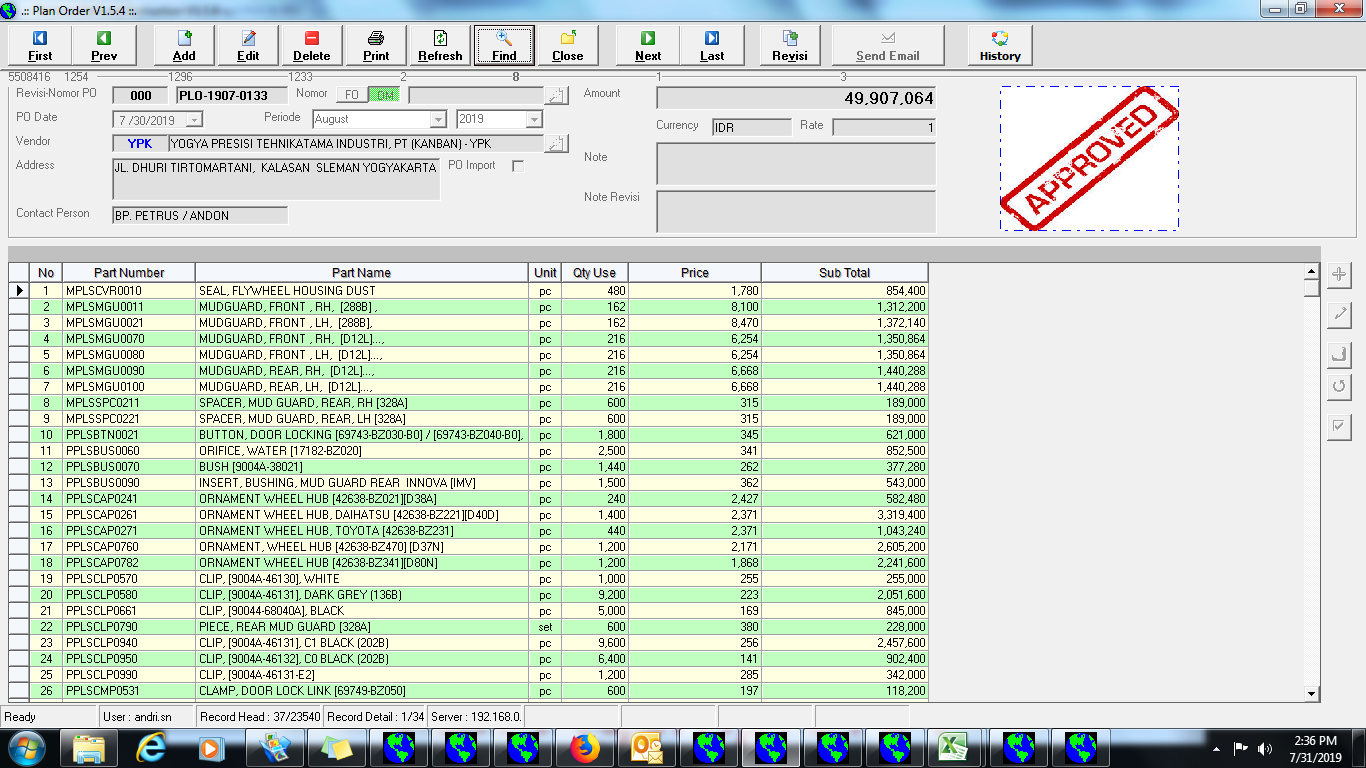 .:: Plan Order V1.5.4 ::.
First Prev Add Edit Delete Print Refresh Find Close Next Last Revisi Send Email History
5508416 1254 1296 1233 2 8 1 3
Revisi-Nomor PO 000 PLO-1907-0133 Nomor FO DM Amount 49,907,064
PO Date 7 /30/2019 Periode August 2019 Currency IDR Rate 1
Vendor YPK YOGYA PRESISI TEHNIKATAMA INDUSTRI, PT (KANBAN) - YPK
Address JL. DHURI TIRTOMARTANI, KALASAN SLEMAN YOGYAKARTA PO Import Note
Contact Person BP. PETRUS / ANDON Note Revisi
APPROVED
No Part Number Part Name Unit Qty Use Price Sub Total
1 MPLSCVR0010 SEAL, FLYWHEEL HOUSING DUST pc 480 1,780 854,400
2 MPLSMGU0011 MUDGUARD, FRONT , RH, [288B] , pc 162 8,100 1,312,200
3 MPLSMGU0021 MUDGUARD, FRONT , LH, [288B], pc 162 8,470 1,372,140
4 MPLSMGU0070 MUDGUARD, FRONT , RH, [D12L]..., pc 216 6,254 1,350,864
5 MPLSMGU0080 MUDGUARD, FRONT , LH, [D12L]..., pc 216 6,254 1,350,864
6 MPLSMGU0090 MUDGUARD, REAR, RH, [D12L]..., pc 216 6,668 1,440,288
7 MPLSMGU0100 MUDGUARD, REAR, LH, [D12L]..., pc 216 6,668 1,440,288
8 MPLSSPC0211 SPACER, MUD GUARD, REAR, RH [328A] pc 600 315 189,000
9 MPLSSPC0221 SPACER, MUD GUARD, REAR, LH [328A] pc 600 315 189,000
10 PPLSBTN0021 BUTTON, DOOR LOCKING [69743-BZ030-B0] / [69743-BZ040-B0], pc 1,800 345 621,000
11 PPLSBUS0060 ORIFICE, WATER [17182-BZ020] pc 2,500 341 852,500
12 PPLSBUS0070 BUSH [9004A-38021] pc 1,440 262 377,280
13 PPLSBUS0090 INSERT, BUSHING, MUD GUARD REAR INNOVA [IMV] pc 1,500 362 543,000
14 PPLSCAP0241 ORNAMENT WHEEL HUB [42638-BZ021][D38A] pc 240 2,427 582,480
15 PPLSCAP0261 ORNAMENT WHEEL HUB, DAIHATSU [42638-BZ221][D40D] pc 1,400 2,371 3,319,400
16 PPLSCAP0271 ORNAMENT WHEEL HUB, TOYOTA [42638-BZ231] pc 440 2,371 1,043,240
17 PPLSCAP0760 ORNAMENT, WHEEL HUB [42638-BZ470] [D37N] pc 1,200 2,171 2,605,200
18 PPLSCAP0782 ORNAMENT WHEEL HUB [42638-BZ341][D80N] pc 1,200 1,868 2,241,600
19 PPLSCLP0570 CLIP, [9004A-46130], WHITE pc 1,000 255 255,000
20 PPLSCLP0580 CLIP, [9004A-46131], DARK GREY (136B) pc 9,200 223 2,051,600
21 PPLSCLP0661 CLIP, [90044-68040A], BLACK pc 5,000 169 845,000
22 PPLSCLP0790 PIECE, REAR MUD GUARD [328A] set 600 380 228,000
23 PPLSCLP0940 CLIP, [9004A-46131], C1 BLACK (202B) pc 9,600 256 2,457,600
24 PPLSCLP0950 CLIP, [9004A-46132], C0 BLACK (202B) pc 6,400 141 902,400
25 PPLSCLP0990 CLIP, [9004A-46131-E2] pc 1,200 285 342,000
26 PPLSCMP0531 CLAMP, DOOR LOCK LINK [69749-BZ050] pc 600 197 118,200
Ready User : andri.sn Record Head : 37/23540 Record Detail : 1/34 Server : 192.168.0.
2:36 PM
7/31/2019